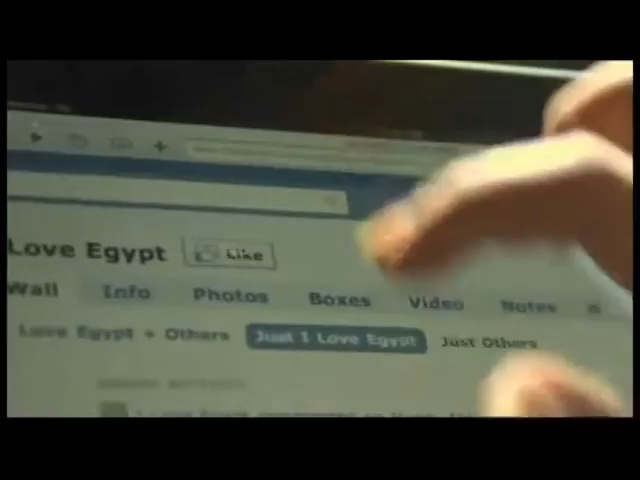 Love Egypt Like
Wall Info Photos Boxes Video Notes »
Love Egypt + Others Just I Love Egypt Just Others